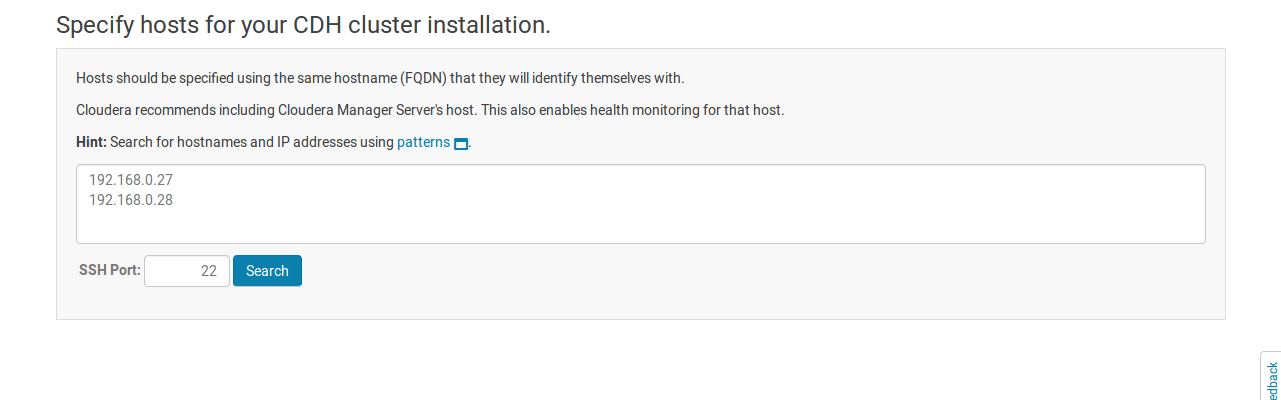 Specify hosts for your CDH cluster installation.
Hosts should be specified using the same hostname (FQDN) that they will identify themselves with.
Cloudera recommends including Cloudera Manager Server's host. This also enables health monitoring for that host.
Hint: Search for hostnames and IP addresses using patterns .
192.168.0.27
192.168.0.28
SSH Port: 22 Search
edback